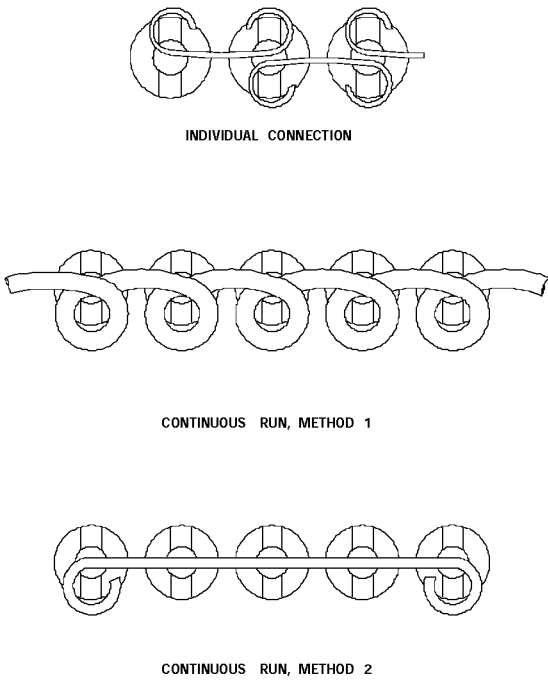 INDIVIDUAL CONNECTION
CONTINUOUS RUN, METHOD 1
CONTINUOUS RUN, METHOD 2